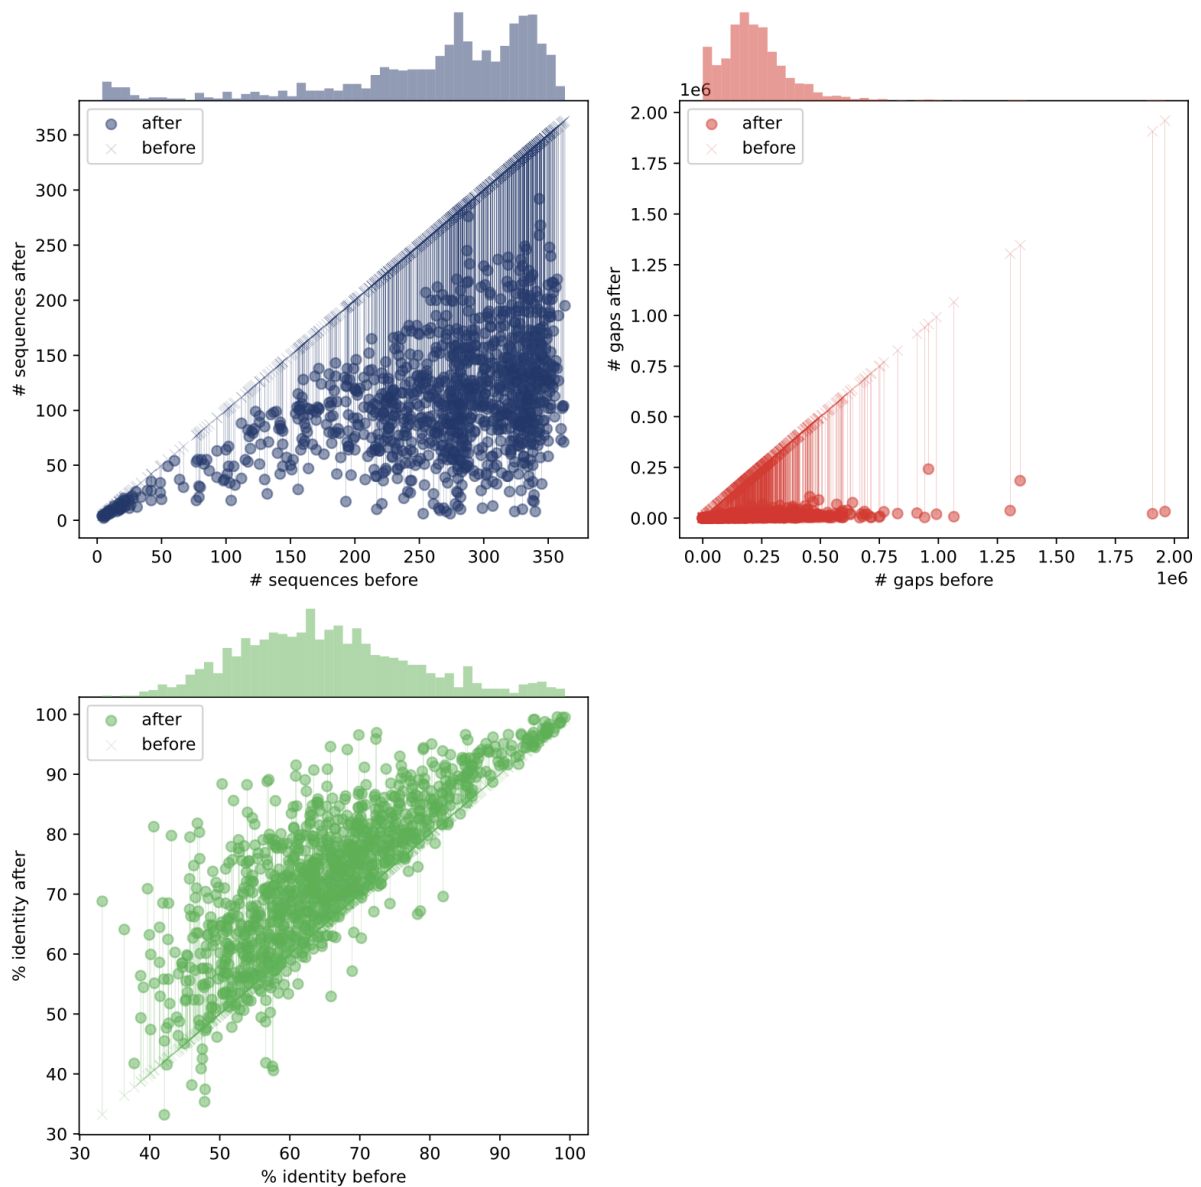 after
before
350
300
250
200
150
100
50
0
# sequences after
0 50 100 150 200 250 300 350
# sequences before
1e6
after
before
2.00
1.75
1.50
1.25
1.00
0.75
0.50
0.25
0.00
# gaps after
0.00 0.25 0.50 0.75 1.00 1.25 1.50 1.75 2.00
# gaps before
1e6
after
before
100
90
80
70
60
50
40
30
% identity after
30 40 50 60 70 80 90 100
% identity before